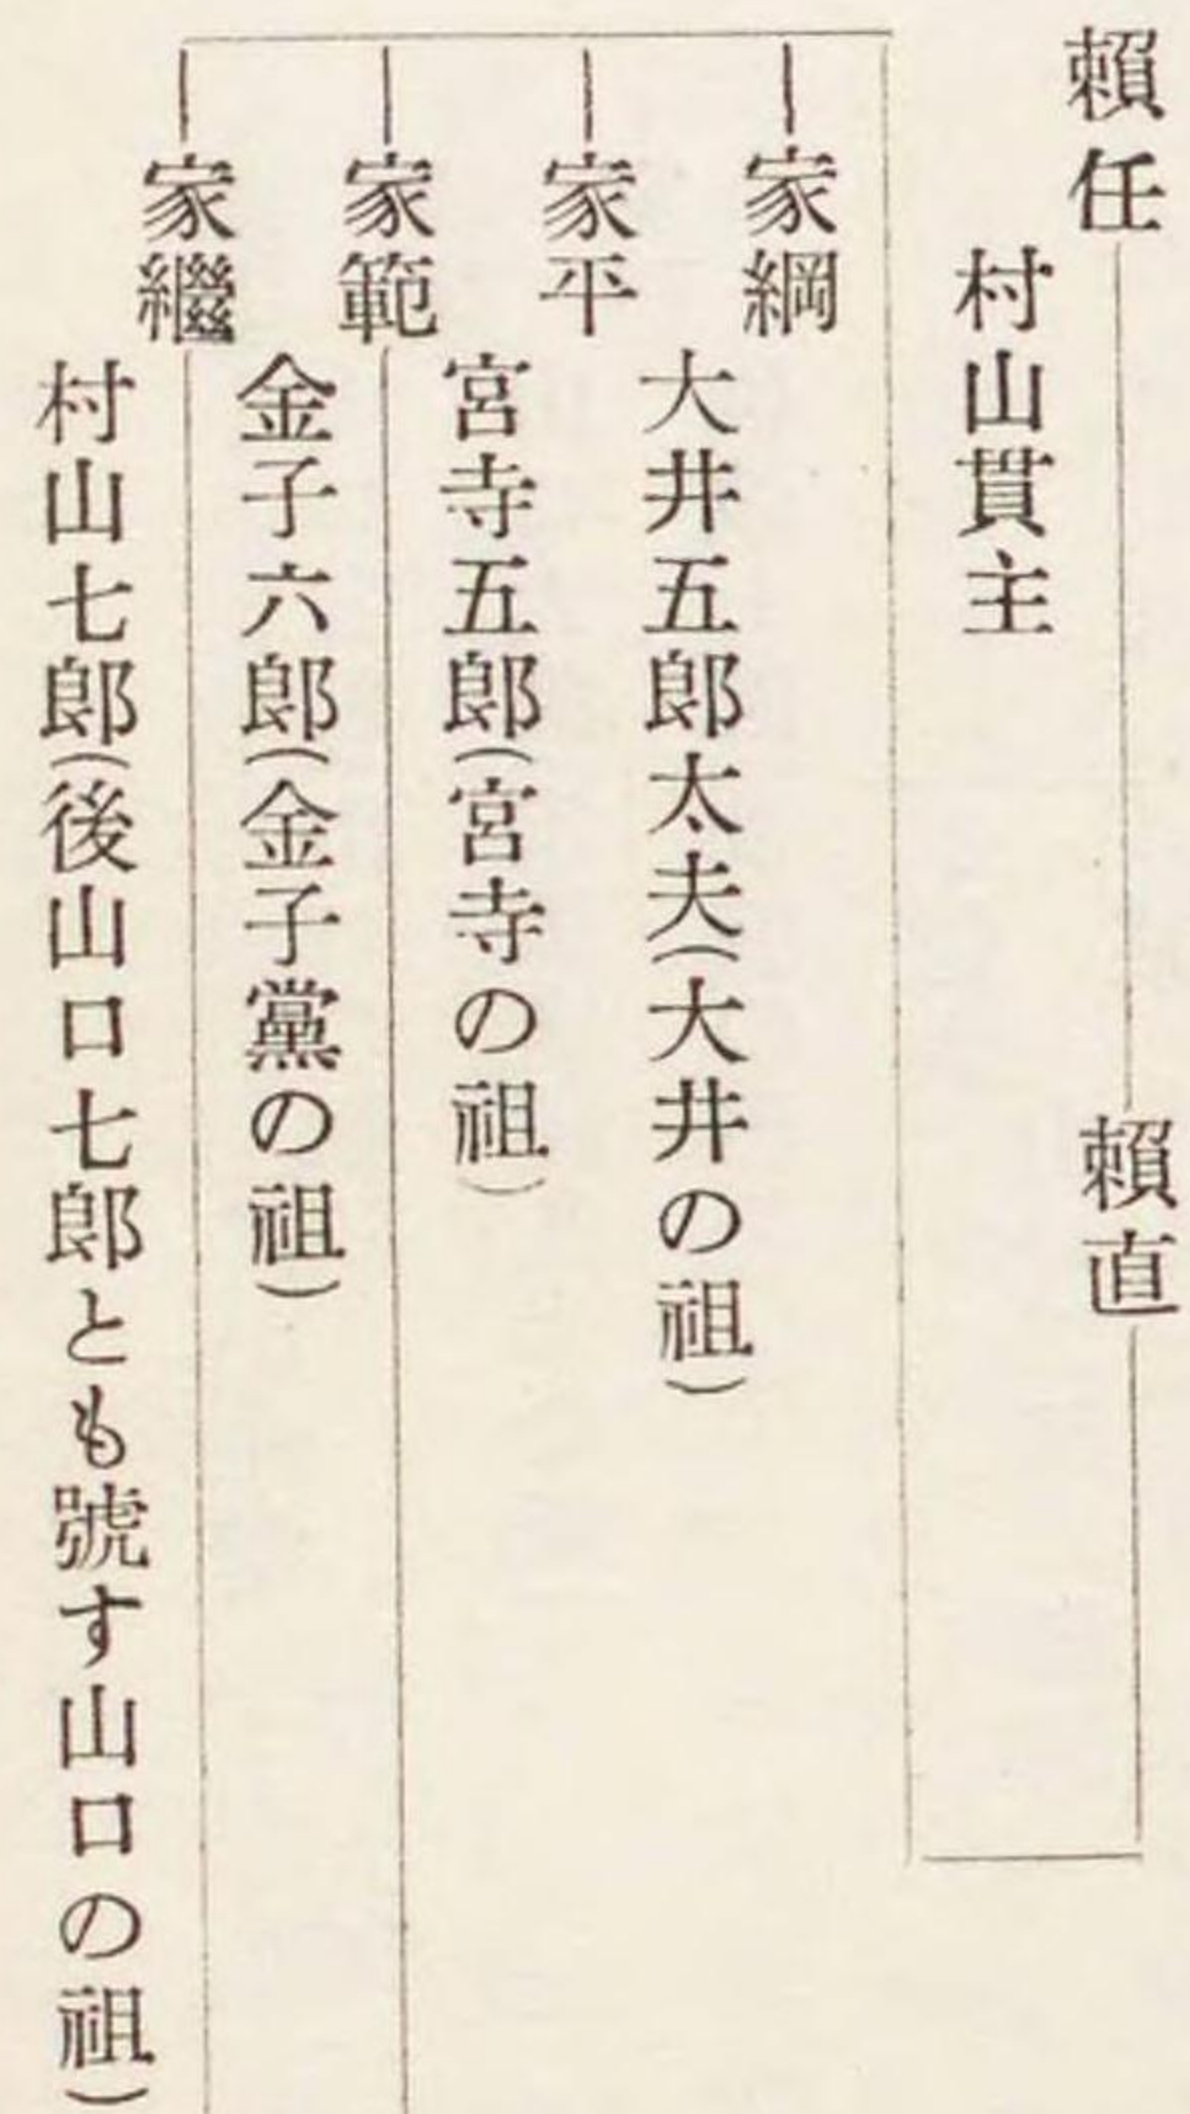 賴任
賴直
村山貫主
家綱
大井五郎太夫(大井の祖)
家平
宮寺五郎(宮寺の祖)
家範
金子六郎(金子黨の祖)
家繼
村山七郎(後山口七郎とも號す山口の祖)